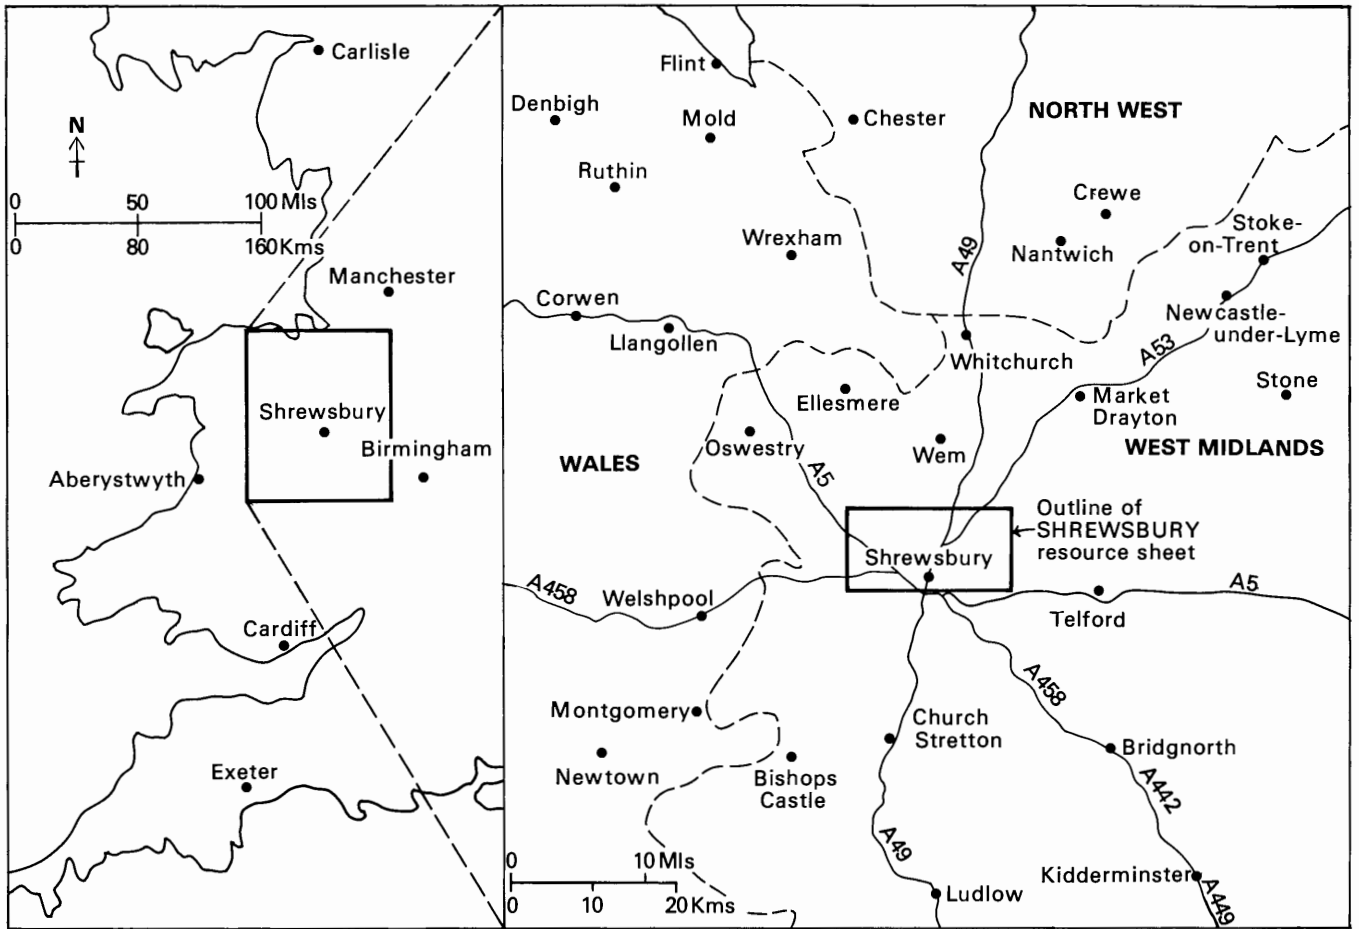 Carlisle
N
0 50 100 Mls
0 80 160 Kms
Manchester
Shrewsbury
Birmingham
Aberystwyth
Cardiff
Exeter
Flint
Denbigh
Mold
Chester
NORTH WEST
Ruthin
Crewe
Stoke-
on-Trent
Wrexham
A49
Nantwich
Corwen
Newcastle-
under-Lyme
Llangollen
Whitchurch
A53
Stone
Ellesmere
Market
Drayton
Oswestry
Wem
WEST MIDLANDS
WALES
A5
Outline of
SHREWSBURY
resource sheet
Shrewsbury
A458
Welshpool
A5
Telford
A458
Montgomery
Church
Stretton
Bridgnorth
Newtown
Bishops
Castle
A442
A49
0 10 Mls
0 10 20 Kms
Kidderminster
Ludlow
A449